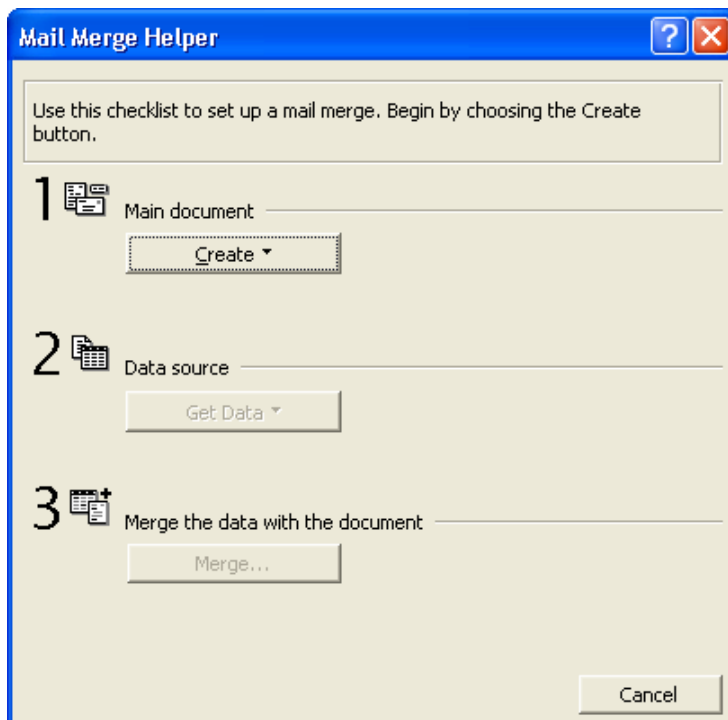 Mail Merge Helper
Use this checklist to set up a mail merge. Begin by choosing the Create
button.
1
Main document
Create
2
Data source
Get Data
3
Merge the data with the document
Merge...
Cancel